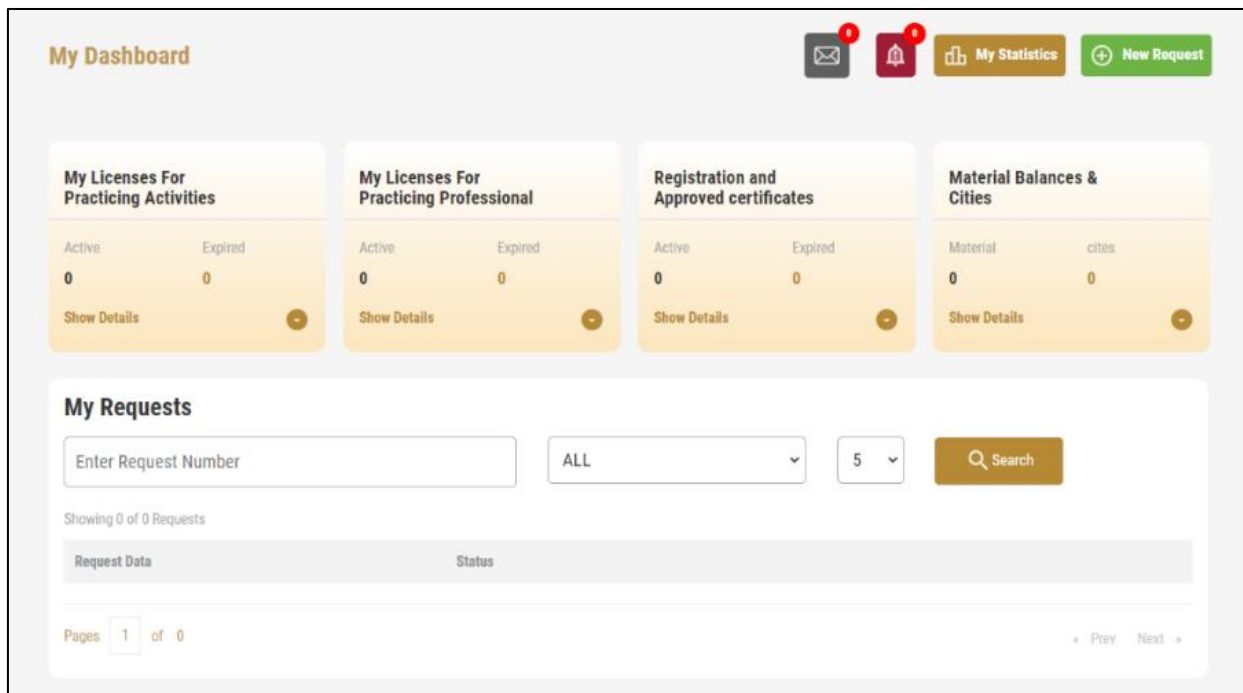 My Dashboard
0
0
My Statistics
New Request
My Licenses For
Practicing Activities
Active Expired
0 0
Show Details
My Licenses For
Practicing Professional
Active Expired
0 0
Show Details
Registration and
Approved certificates
Active Expired
0 0
Show Details
Material Balances &
Cities
Material cites
0 0
Show Details
My Requests
Enter Request Number ALL 5 Search
Showing 0 of 0 Requests
Request Data Status
Pages 1 of 0 « Prev Next »